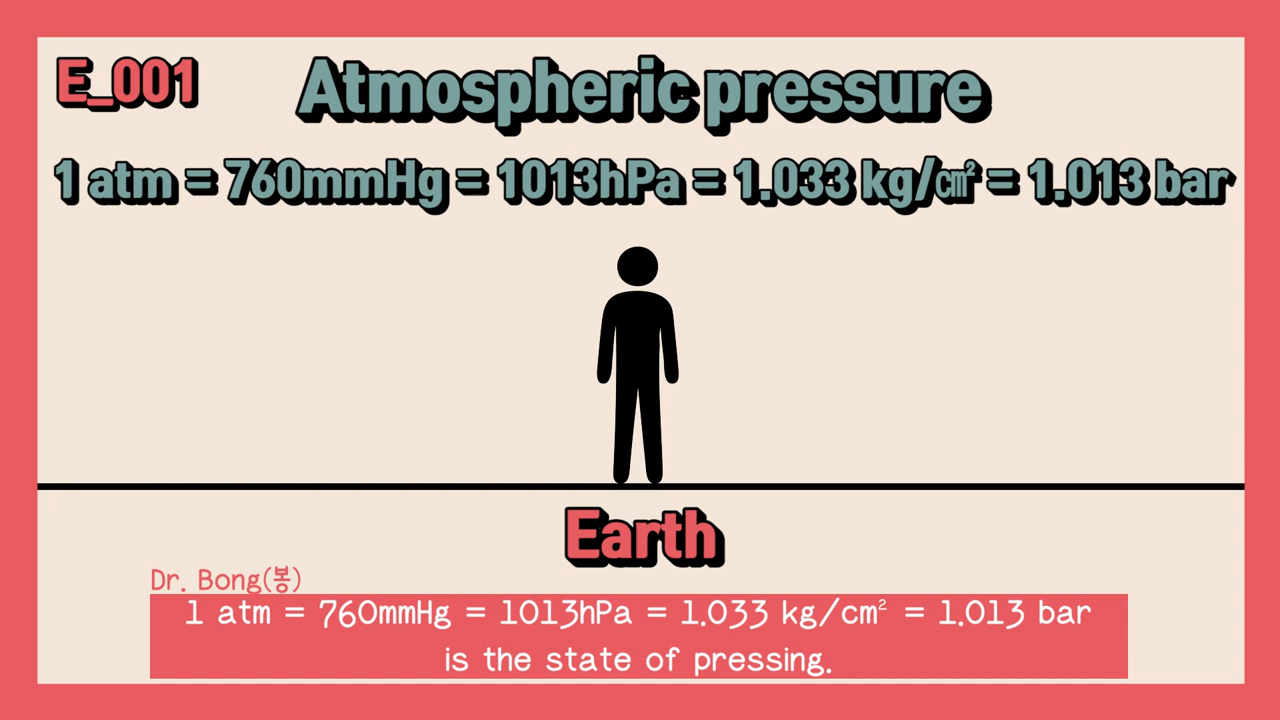 E_001
Atmospheric pressure
1 atm = 760mmHg = 1013hPa = 1.033 kg/㎠ = 1.013 bar
Earth
Dr. Bong(봉)
1 atm = 760mmHg = 1013hPa = 1.033 kg/cm² = 1.013 bar
is the state of pressing.